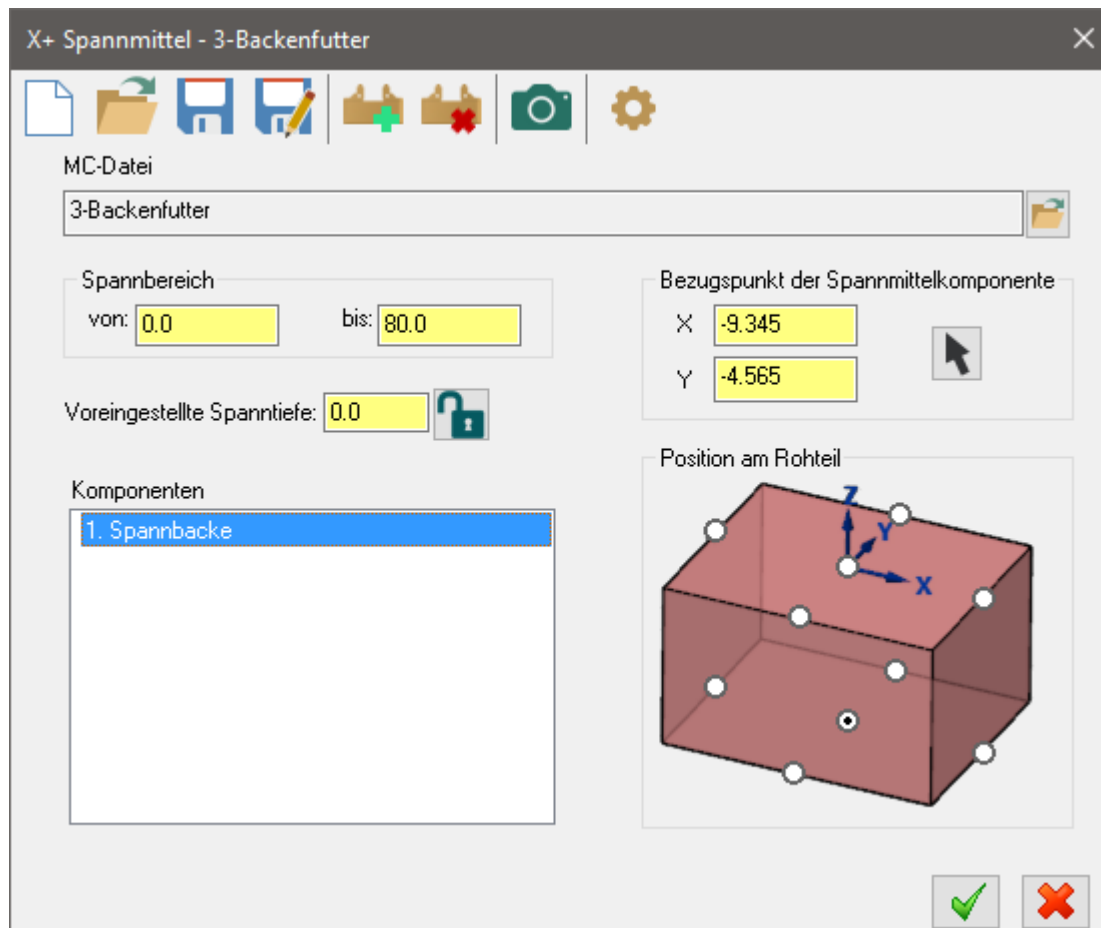 X+ Spannmittel - 3-Backenfutter
MC-Datei
3-Backenfutter
Spannbereich
von: 0.0 bis: 80.0
Bezugspunkt der Spannmittelkomponente
X -9.345
Y -4.565
Voreingestellte Spanntiefe: 0.0
Komponenten
1. Spannbacke
Position am Rohteil
Z
Y
X